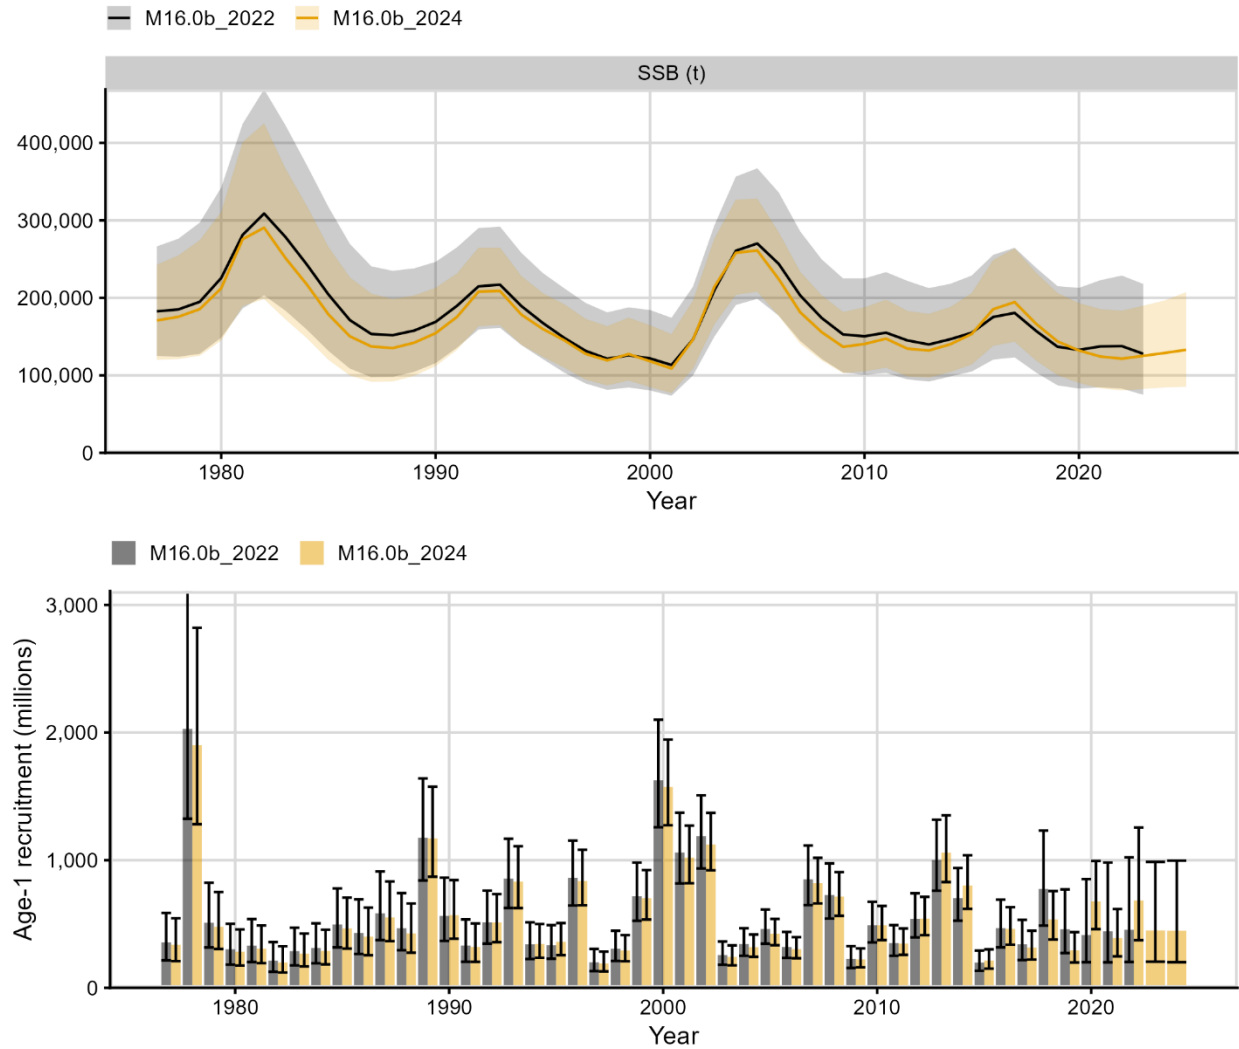 M16.0b_2022 M16.0b_2024
SSB (t)
400,000
300,000
200,000
100,000
0
1980 1990 2000 2010 2020
Year
M16.0b_2022 M16.0b_2024
Age-1 recruitment (millions)
3,000
2,000
1,000
0
1980 1990 2000 2010 2020
Year